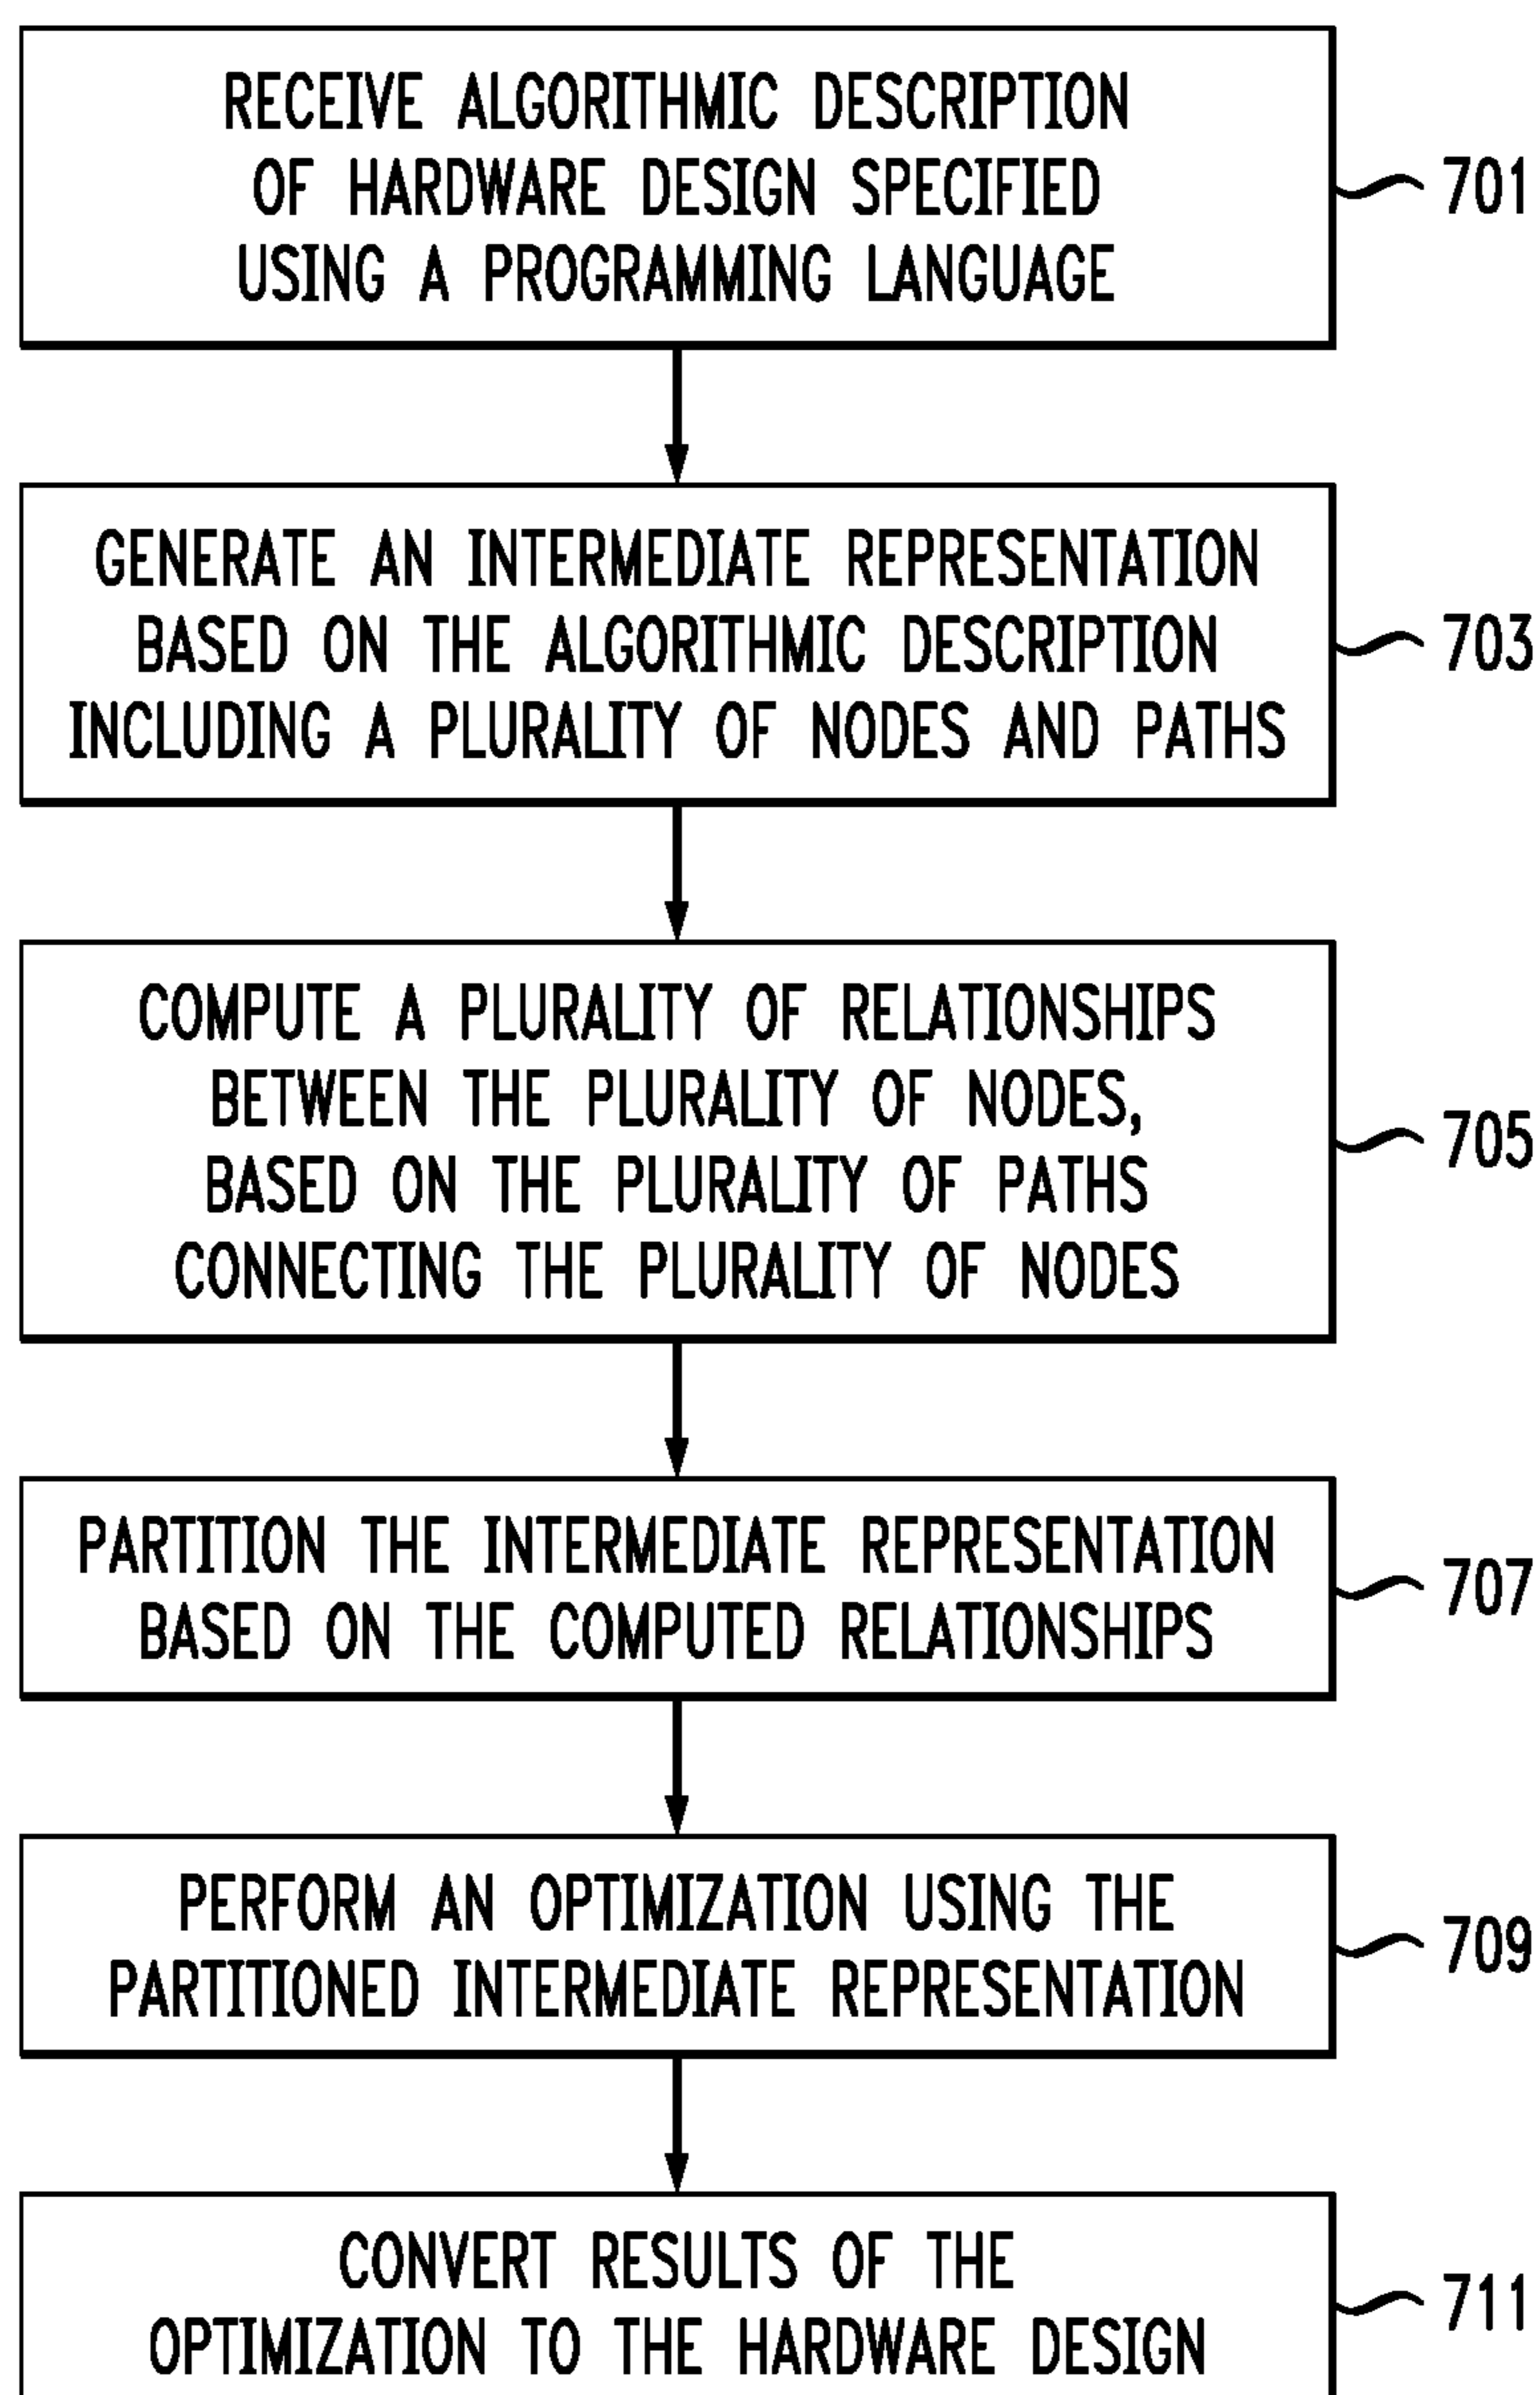 RECEIVE ALGORITHMIC DESCRIPTION
OF HARDWARE DESIGN SPECIFIED
USING A PROGRAMMING LANGUAGE
701
GENERATE AN INTERMEDIATE REPRESENTATION
BASED ON THE ALGORITHMIC DESCRIPTION
INCLUDING A PLURALITY OF NODES AND PATHS
703
COMPUTE A PLURALITY OF RELATIONSHIPS
BETWEEN THE PLURALITY OF NODES,
BASED ON THE PLURALITY OF PATHS
CONNECTING THE PLURALITY OF NODES
705
PARTITION THE INTERMEDIATE REPRESENTATION
BASED ON THE COMPUTED RELATIONSHIPS
707
PERFORM AN OPTIMIZATION USING THE
PARTITIONED INTERMEDIATE REPRESENTATION
709
CONVERT RESULTS OF THE
OPTIMIZATION TO THE HARDWARE DESIGN
711